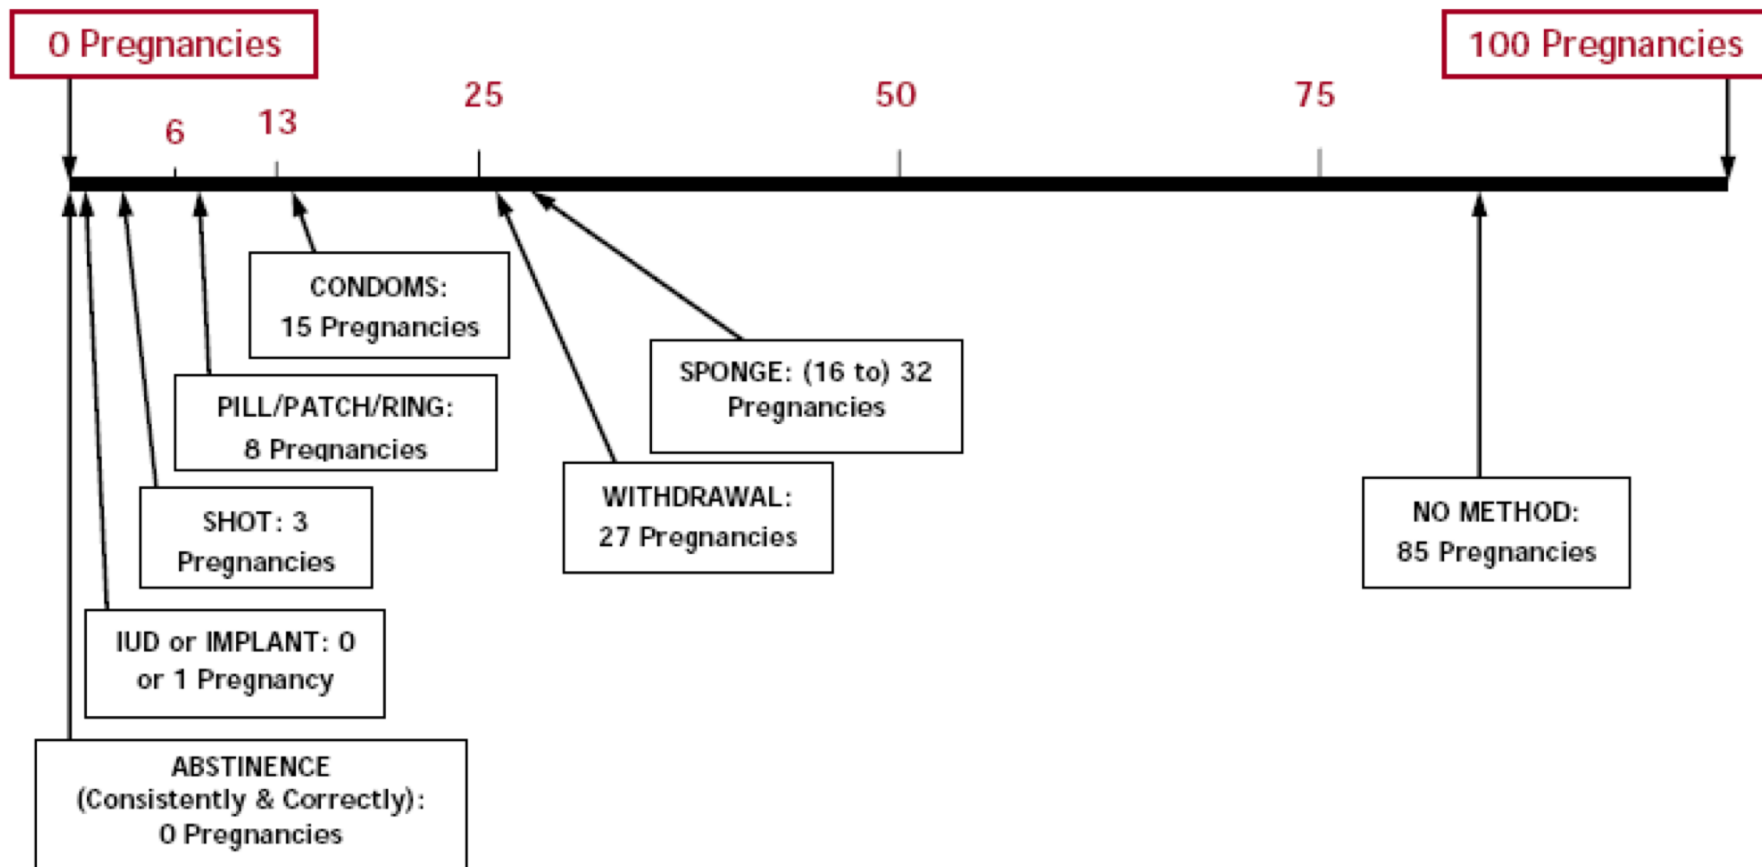 0 Pregnancies
100 Pregnancies
6
13
25
50
75
CONDOMS:
15 Pregnancies
PILL/PATCH/RING:
8 Pregnancies
SPONGE: (16 to) 32
Pregnancies
SHOT: 3
Pregnancies
WITHDRAWAL:
27 Pregnancies
NO METHOD:
85 Pregnancies
IUD or IMPLANT: 0
or 1 Pregnancy
ABSTINENCE
(Consistently & Correctly):
0 Pregnancies